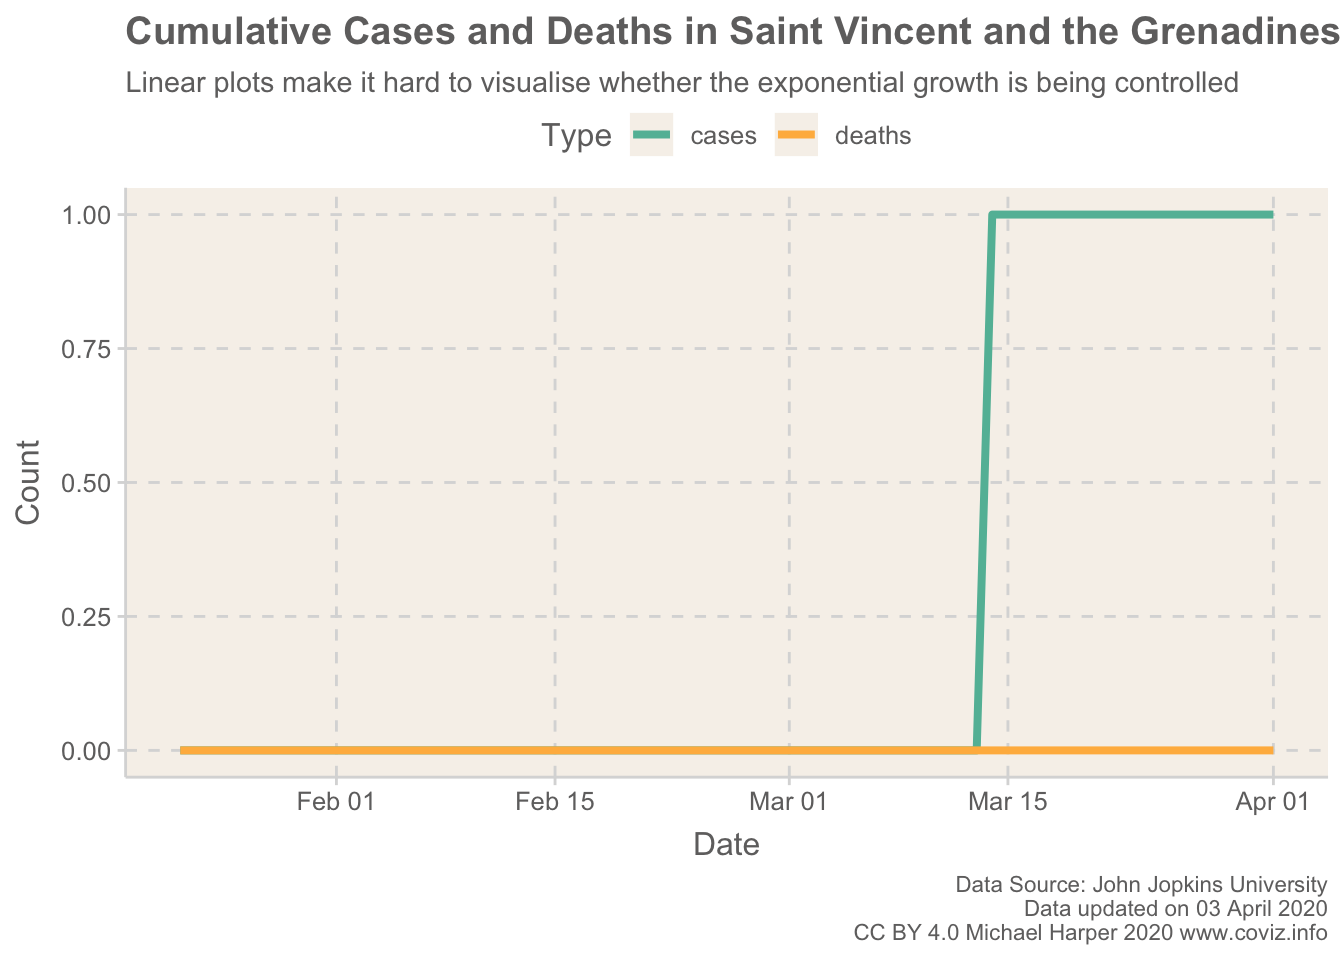 Cumulative Cases and Deaths in Saint Vincent and the Grenadines
Linear plots make it hard to visualise whether the exponential growth is being controlled
Type cases deaths
1.00
0.75
0.50
0.25
0.00
Count
Feb 01 Feb 15 Mar 01 Mar 15 Apr 01
Date
Data Source: John Jopkins University
Data updated on 03 April 2020
CC BY 4.0 Michael Harper 2020 www.coviz.info